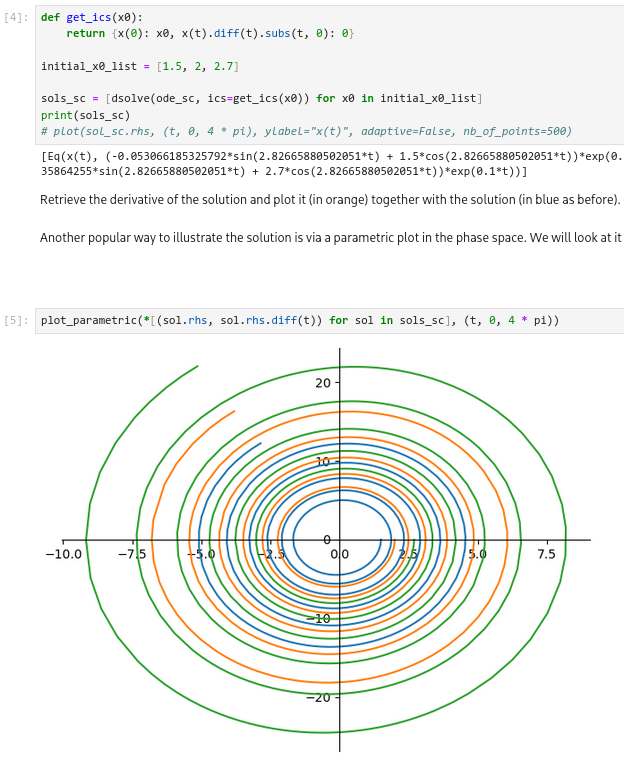 [4]: def get_ics(x0):
return {x(0): x0, x(t).diff(t).subs(t, 0): 0}
initial_x0_list = [1.5, 2, 2.7]
sols_sc = [dsolve(ode_sc, ics=get_ics(x0)) for x0 in initial_x0_list]
print(sols_sc)
# plot(sol_sc.rhs, (t, 0, 4 * pi), ylabel="x(t)", adaptive=False, nb_of_points=500)
[Eq(x(t), (-0.053066185325792*sin(2.82665880502051*t) + 1.5*cos(2.82665880502051*t))*exp(0.
35864255*sin(2.82665880502051*t) + 2.7*cos(2.82665880502051*t))*exp(0.1*t))]
Retrieve the derivative of the solution and plot it (in orange) together with the solution (in blue as before).
Another popular way to illustrate the solution is via a parametric plot in the phase space. We will look at it
[5]: plot_parametric(*[(sol.rhs, sol.rhs.diff(t)) for sol in sols_sc], (t, 0, 4 * pi))
20
10
0
−10.0 −7.5 −5.0 −2.5 0.0 2.5 5.0 7.5
−10
−20